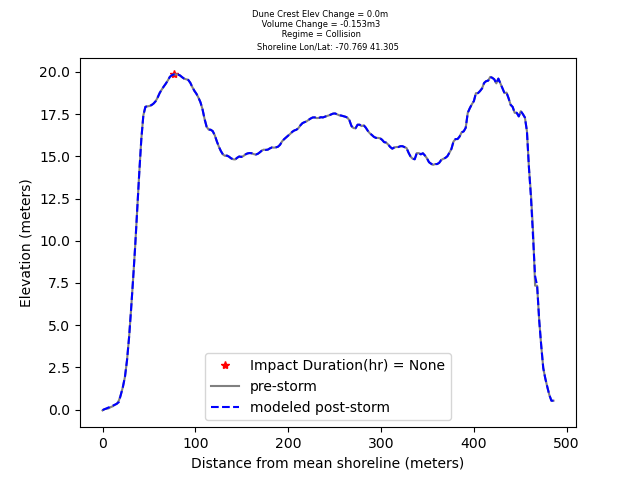 Dune Crest Elev Change = 0.0m
Volume Change = -0.153m3
Regime = Collision
Shoreline Lon/Lat: -70.769 41.305
20.0
17.5
15.0
12.5
10.0
7.5
5.0
2.5
0.0
Elevation (meters)
Impact Duration(hr) = None
pre-storm
modeled post-storm
0
100
200
300
400
500
Distance from mean shoreline (meters)